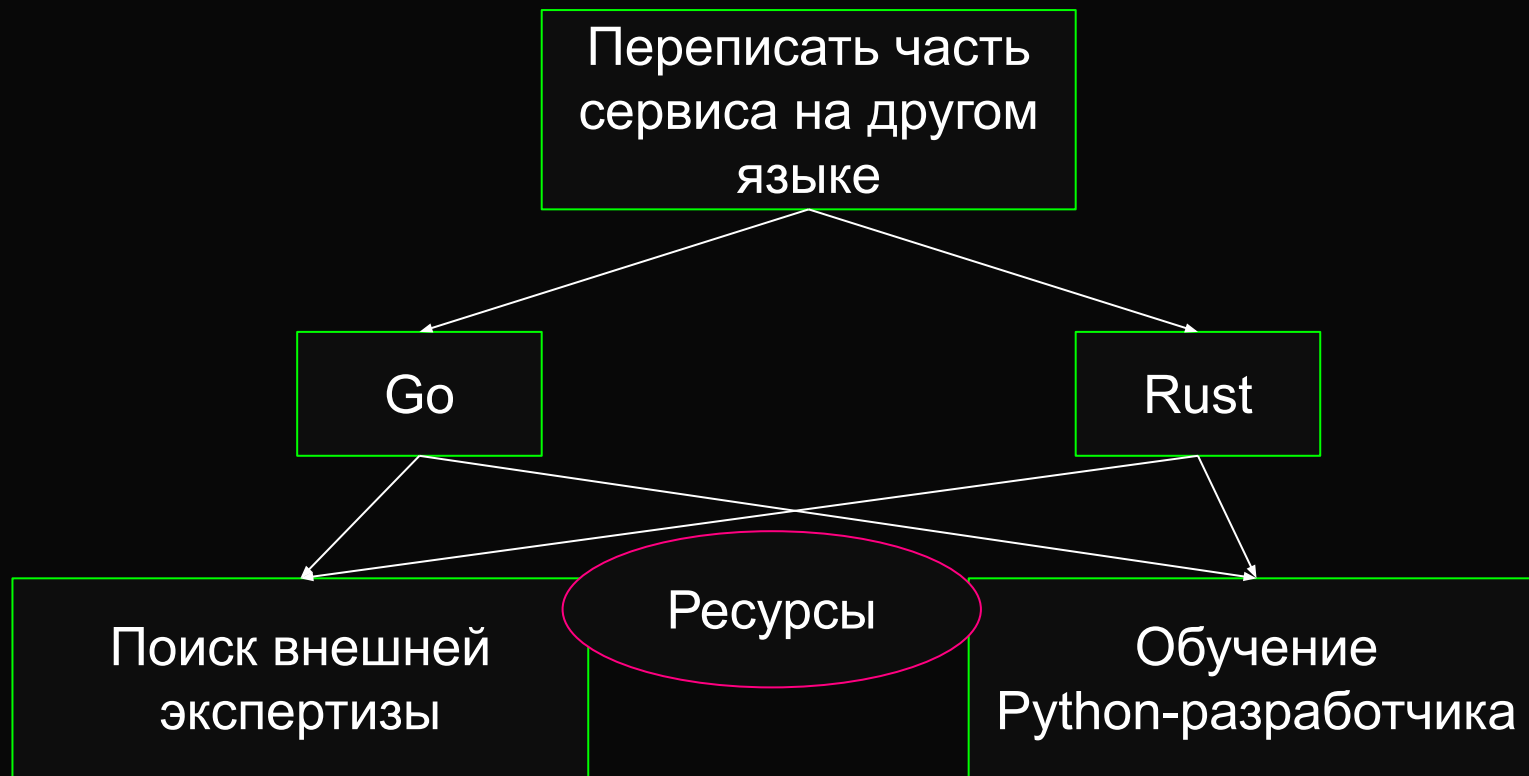 Переписать часть
сервиса на другом
языке
Go
Rust
Ресурсы
Поиск внешней
экспертизы
Обучение
Python-разработчика